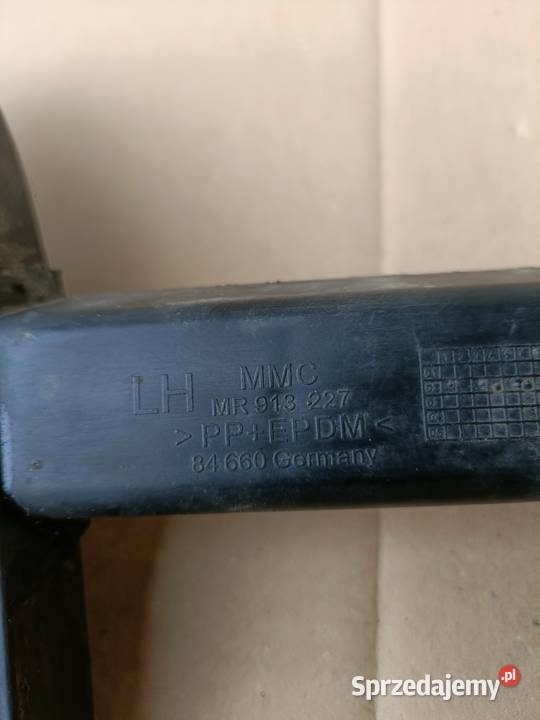 LH MMC
MR 913 227
>PP+EPDM<
84 660 Germany
Sprzedajemy.pl